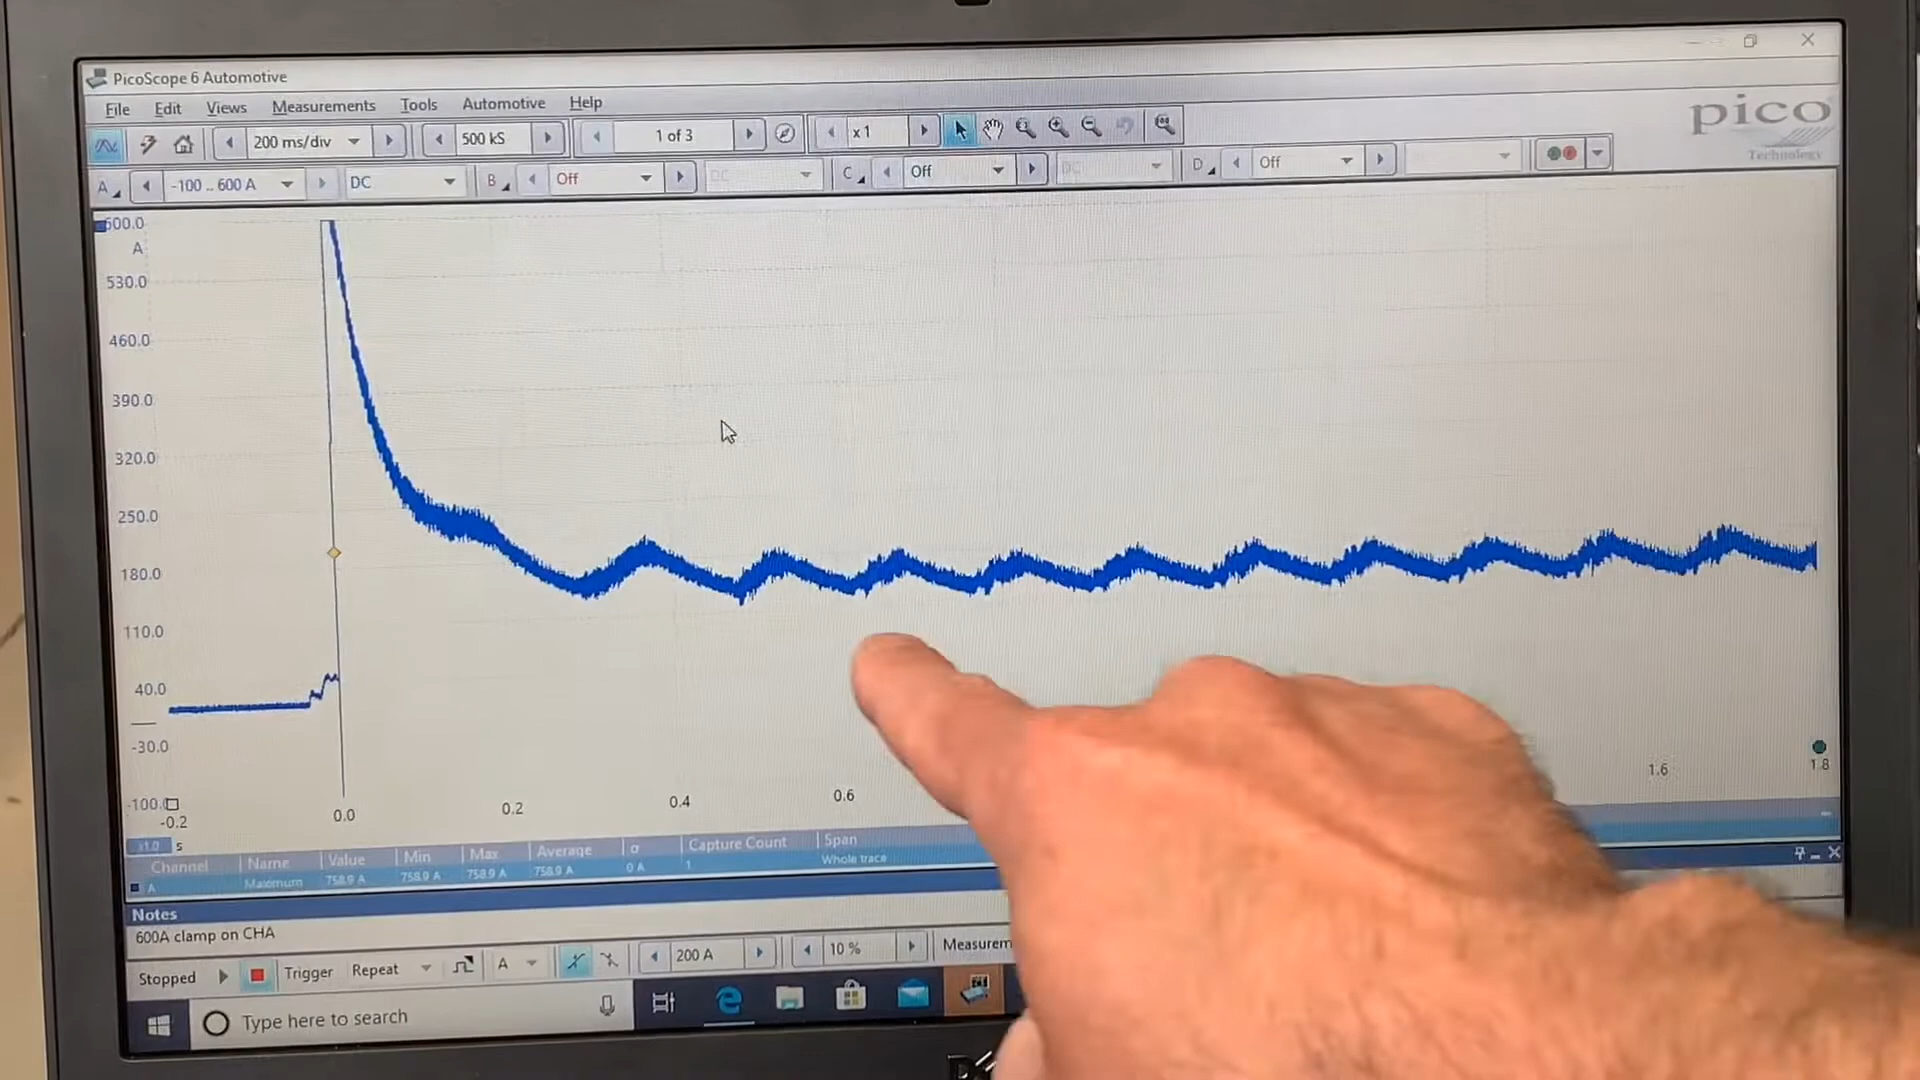 PicoScope 6 Automotive
File Edit Views Measurements Tools Automotive Help
200 ms/div 500 kS 1 of 3 x 1
pico
Technology
A -100 .. 600 A DC B Off DC C Off DC D Off
600.0
A
530.0
460.0
390.0
320.0
250.0
180.0
110.0
40.0
-30.0
-100.0
-0.2 0.0 0.2 0.4 0.6 1.6 1.8
x1.0 s
Channel Name Value Min Max Average σ Capture Count Span
A Maximum 758.9 A 758.9 A 758.9 A 758.9 A 0 A 1 Whole trace
Notes
600A clamp on CHA
Stopped Trigger Repeat A 200 A 10 %
Type here to search